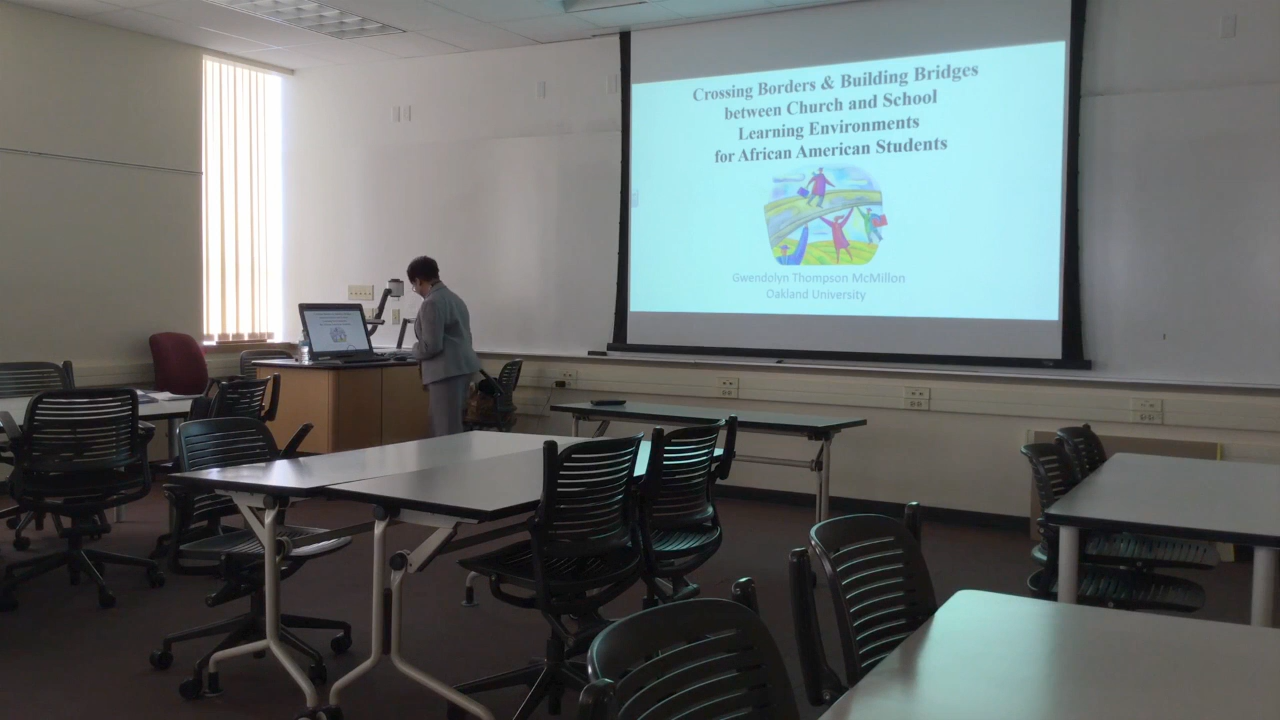 Crossing Borders & Building Bridges
between Church and School
Learning Environments
for African American Students
Gwendolyn Thompson McMillon
Oakland University